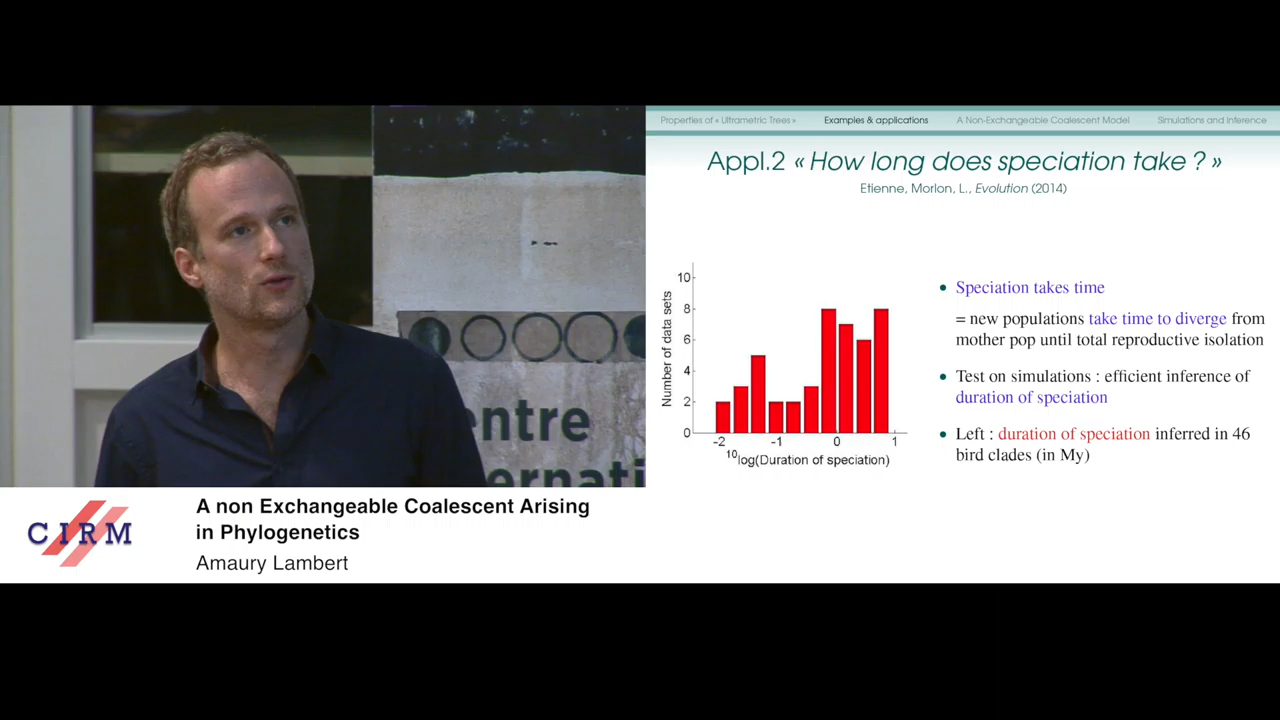 Properties of « Ultrametric Trees »
Examples & applications
A Non-Exchangeable Coalescent Model
Simulations and Inference
Appl.2 « How long does speciation take ? »
Etienne, Morlon, L., Evolution (2014)
Number of data sets
10
8
6
4
2
0
-2
-1
0
1
10log(Duration of speciation)
• Speciation takes time
= new populations take time to diverge from
mother pop until total reproductive isolation
• Test on simulations : efficient inference of
duration of speciation
• Left : duration of speciation inferred in 46
bird clades (in My)
entre
ernati
CIRM
A non Exchangeable Coalescent Arising
in Phylogenetics
Amaury Lambert